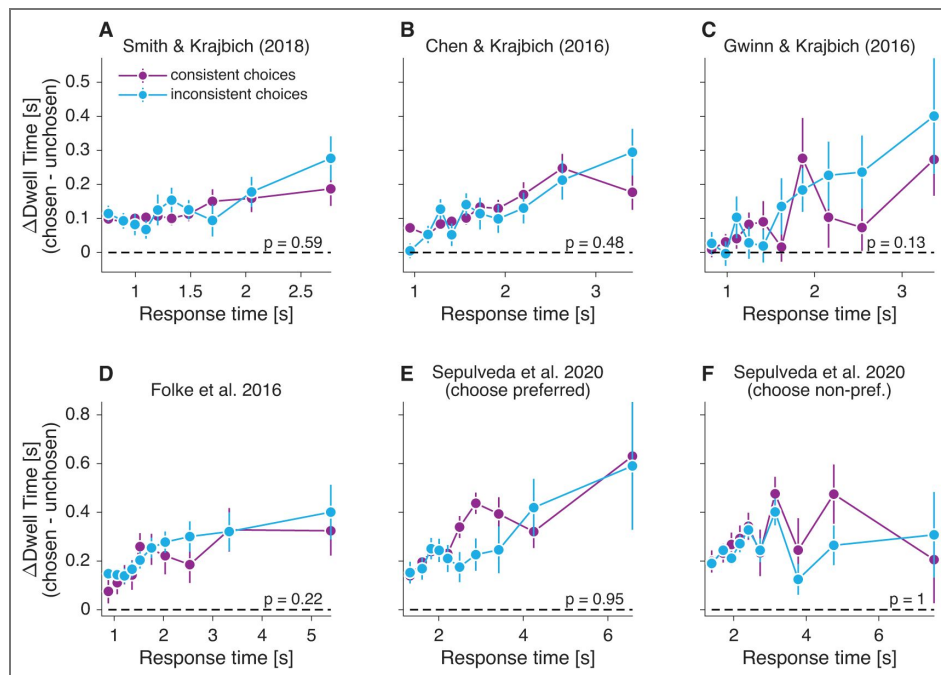 A
Smith & Krajbich (2018)
consistent choices
inconsistent choices
0.5
0.4
0.3
0.2
0.1
0
ΔDwell Time [s]
(chosen - unchosen)
p = 0.59
1
1.5
2
2.5
Response time [s]
B
Chen & Krajbich (2016)
p = 0.48
1
2
3
Response time [s]
C
Gwinn & Krajbich (2016)
p = 0.13
1
2
3
Response time [s]
D
Folke et al. 2016
0.8
0.6
0.4
0.2
0
ΔDwell Time [s]
(chosen - unchosen)
p = 0.22
1
2
3
4
5
Response time [s]
E
Sepulveda et al. 2020
(choose preferred)
p = 0.95
2
4
6
Response time [s]
F
Sepulveda et al. 2020
(choose non-pref.)
p = 1
2
4
6
Response time [s]